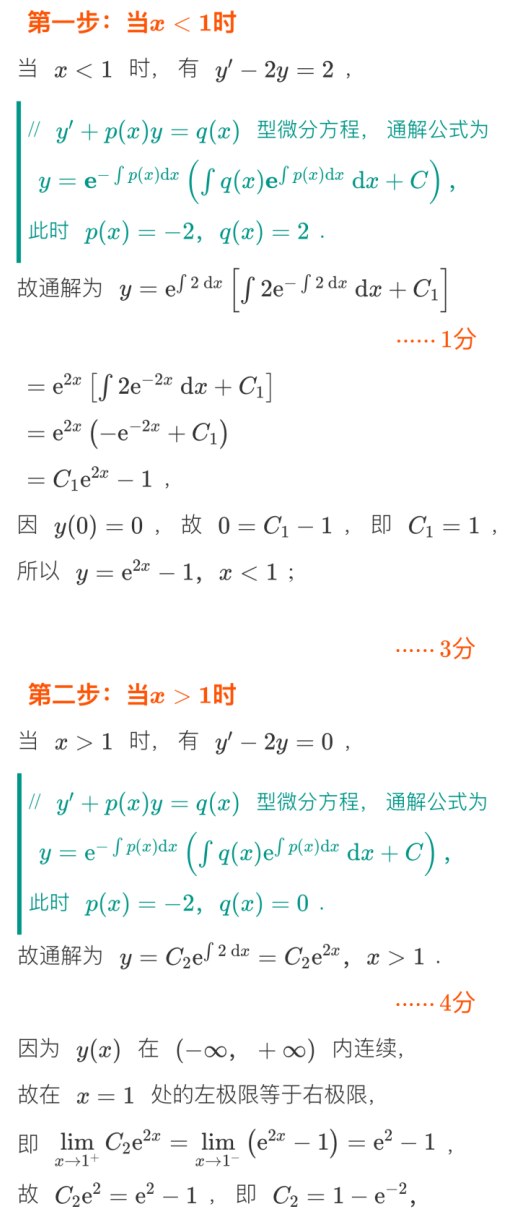 第一步：当x < 1时
当 x < 1 时, 有 y′ − 2y = 2 ,
// y′ + p(x)y = q(x) 型微分方程, 通解公式为
y = e^{−∫p(x)dx} (∫ q(x)e^{∫p(x)dx} dx + C) ,
此时 p(x) = −2, q(x) = 2 .
故通解为 y = e^{∫2 dx} [∫ 2e^{−∫2 dx} dx + C₁]
······1分
= e^{2x} [∫ 2e^{−2x} dx + C₁]
= e^{2x} (−e^{−2x} + C₁)
= C₁e^{2x} − 1 ,
因 y(0) = 0 , 故 0 = C₁ − 1 , 即 C₁ = 1 ,
所以 y = e^{2x} − 1, x < 1 ;
······3分
第二步：当x > 1时
当 x > 1 时, 有 y′ − 2y = 0 ,
// y′ + p(x)y = q(x) 型微分方程, 通解公式为
y = e^{−∫p(x)dx} (∫ q(x)e^{∫p(x)dx} dx + C) ,
此时 p(x) = −2, q(x) = 0 .
故通解为 y = C₂e^{∫2 dx} = C₂e^{2x}, x > 1 .
······4分
因为 y(x) 在 (−∞, +∞) 内连续,
故在 x = 1 处的左极限等于右极限,
即 lim_{x→1⁺} C₂e^{2x} = lim_{x→1⁻} (e^{2x} − 1) = e² − 1 ,
故 C₂e² = e² − 1 , 即 C₂ = 1 − e^{−2},